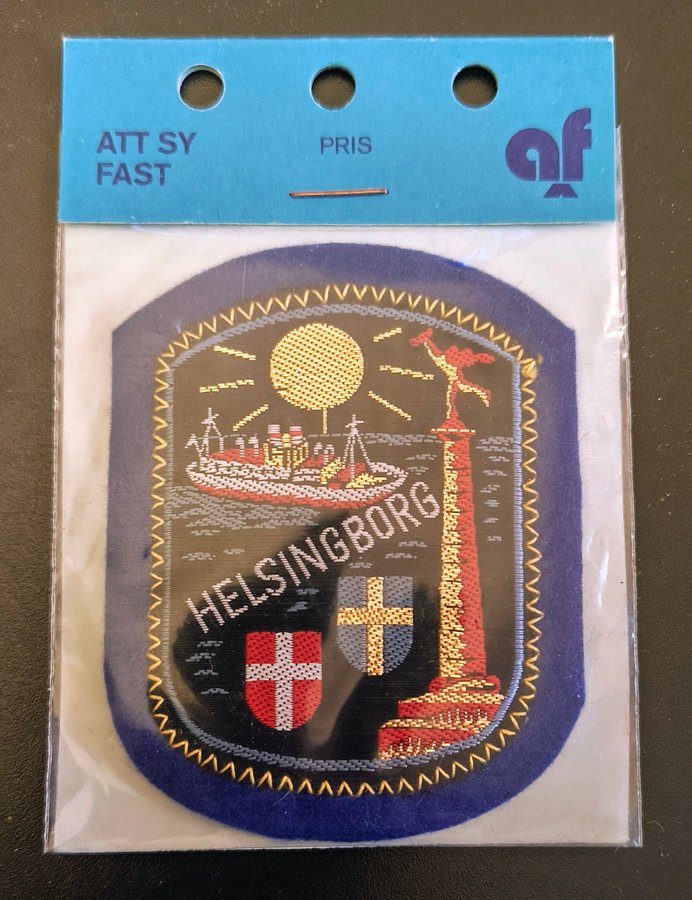 ATT SY
FAST
PRIS
af
HELSINGBORG